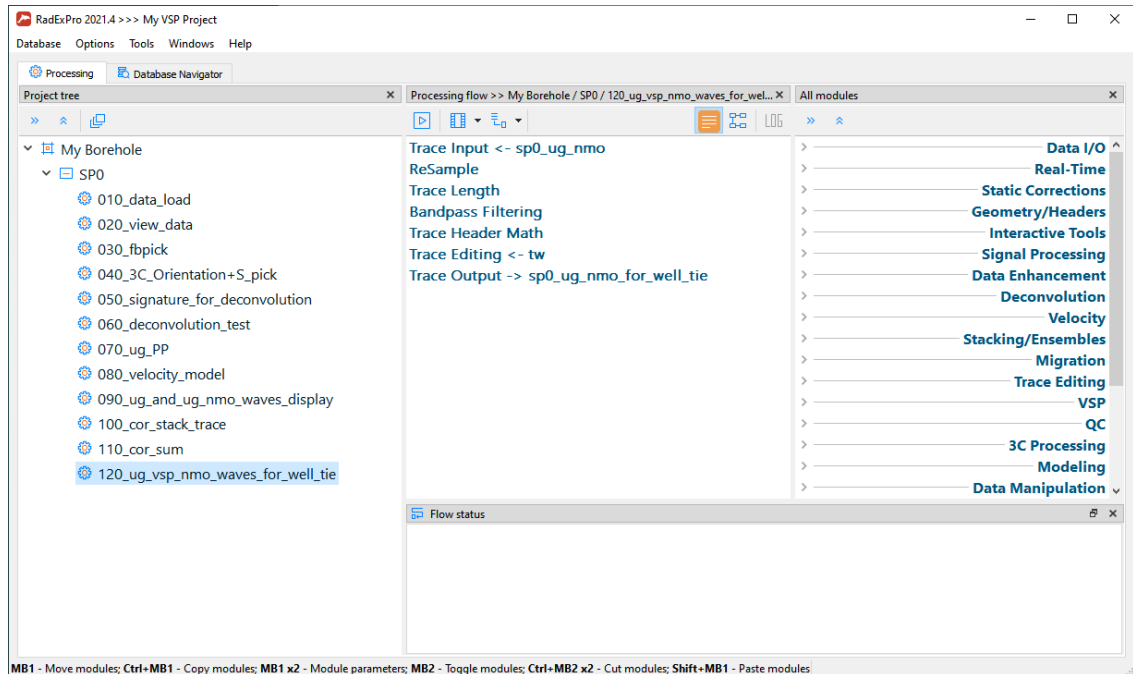 RadExPro 2021.4 >>> My VSP Project
Database Options Tools Windows Help
Processing Database Navigator
Project tree
My Borehole
SP0
010_data_load
020_view_data
030_fbpick
040_3C_Orientation+S_pick
050_signature_for_deconvolution
060_deconvolution_test
070_ug_PP
080_velocity_model
090_ug_and_ug_nmo_waves_display
100_cor_stack_trace
110_cor_sum
120_ug_vsp_nmo_waves_for_well_tie
Processing flow >> My Borehole / SP0 / 120_ug_vsp_nmo_waves_for_wel...
LOG
Trace Input <- sp0_ug_nmo
ReSample
Trace Length
Bandpass Filtering
Trace Header Math
Trace Editing <- tw
Trace Output -> sp0_ug_nmo_for_well_tie
All modules
Data I/O
Real-Time
Static Corrections
Geometry/Headers
Interactive Tools
Signal Processing
Data Enhancement
Deconvolution
Velocity
Stacking/Ensembles
Migration
Trace Editing
VSP
QC
3C Processing
Modeling
Data Manipulation
Flow status
MB1 - Move modules; Ctrl+MB1 - Copy modules; MB1 x2 - Module parameters; MB2 - Toggle modules; Ctrl+MB2 x2 - Cut modules; Shift+MB1 - Paste modules